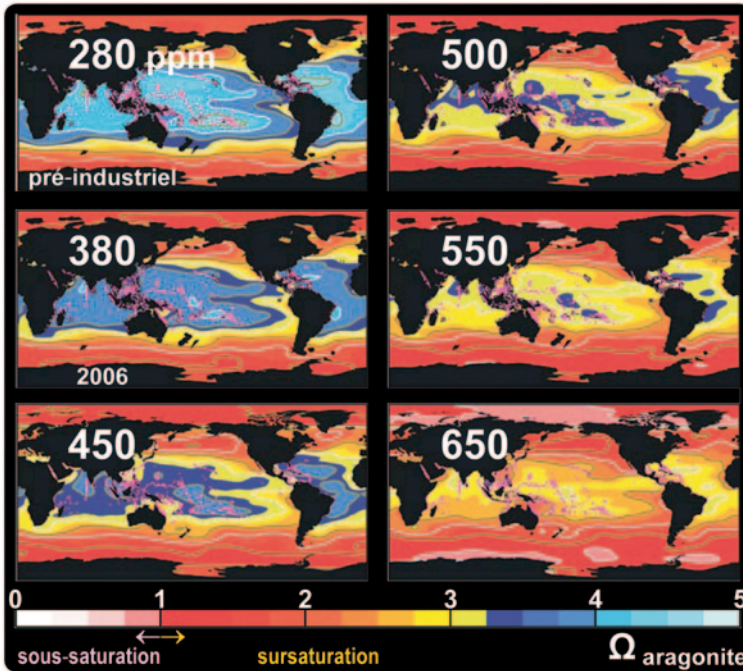 280 ppm
500
pré-industriel
380
550
2006
450
650
0 1 2 3 4 5
sous-saturation
sursaturation
Ω aragonite